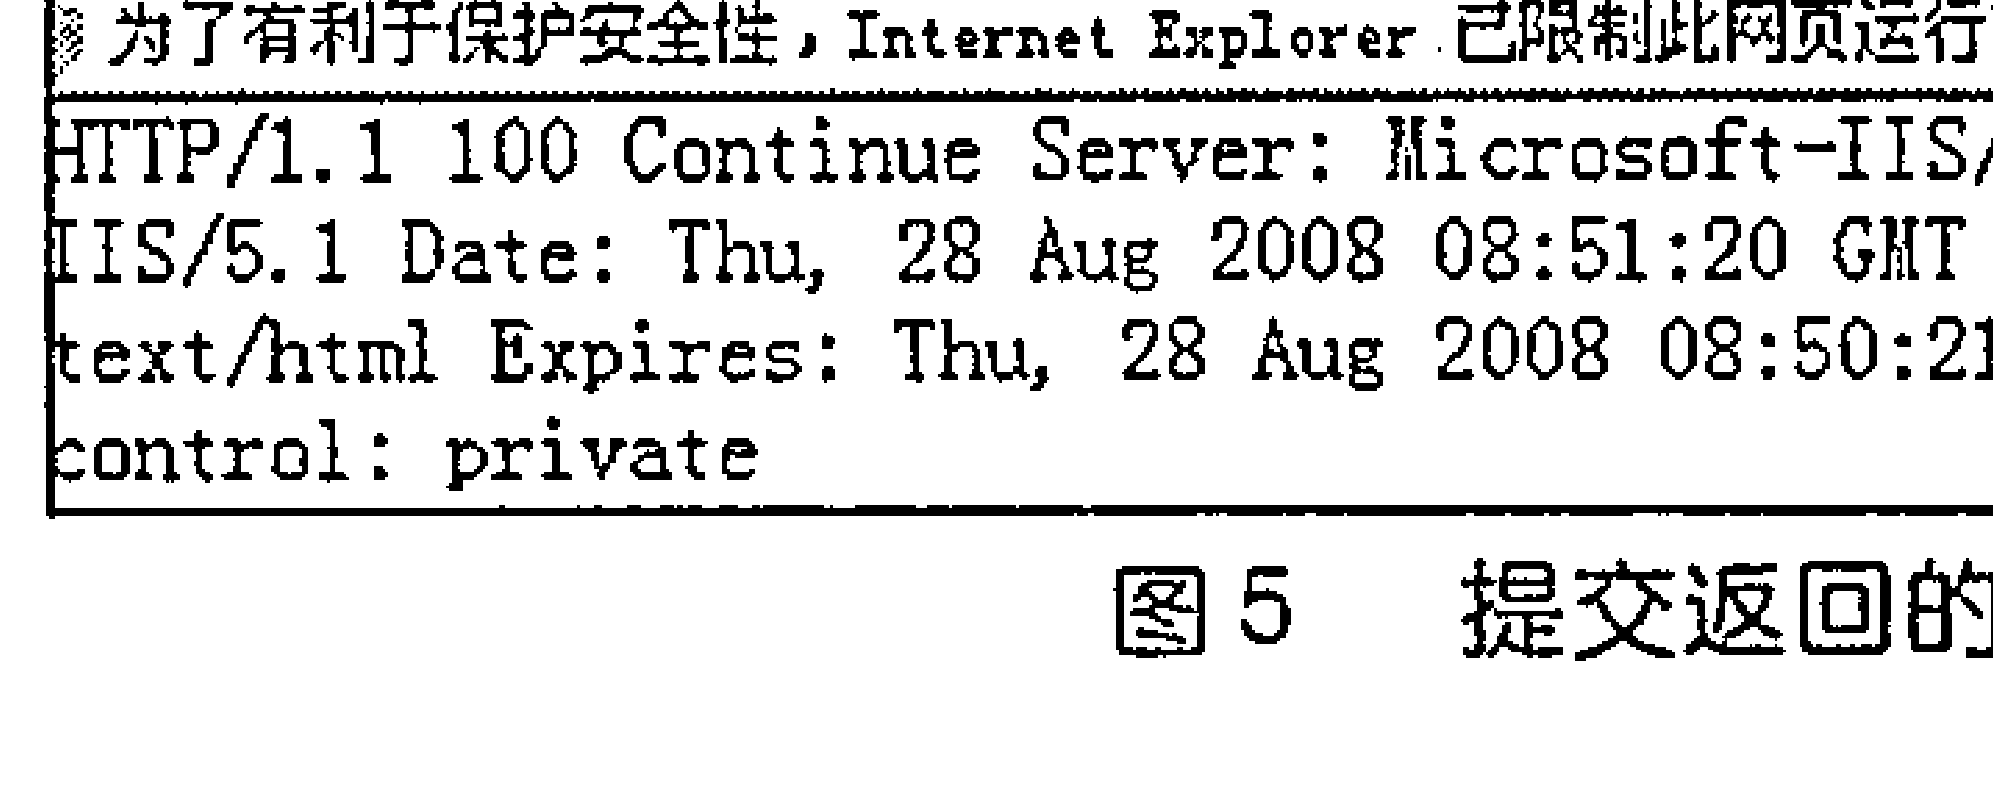 为了有利于保护安全性，Internet Explorer 已限制此网页运行
HTTP/1.1 100 Continue Server: Microsoft-IIS/
IIS/5.1 Date: Thu, 28 Aug 2008 08:51:20 GMT
text/html Expires: Thu, 28 Aug 2008 08:50:21
control: private
图5 提交返回的